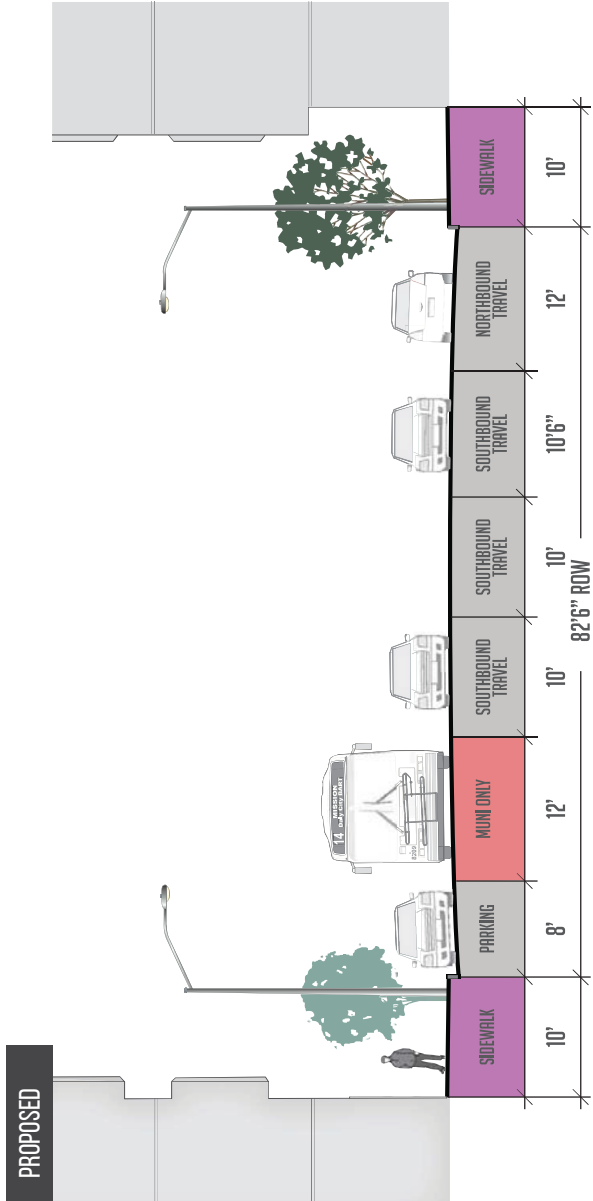 PROPOSED
14 MISSION
Daly City BART
8209
SIDEWALK
PARKING
MUNI ONLY
SOUTHBOUND
TRAVEL
SOUTHBOUND
TRAVEL
SOUTHBOUND
TRAVEL
NORTHBOUND
TRAVEL
SIDEWALK
10’
8’
12’
10’
10’
10’6”
12’
10’
82’6” ROW